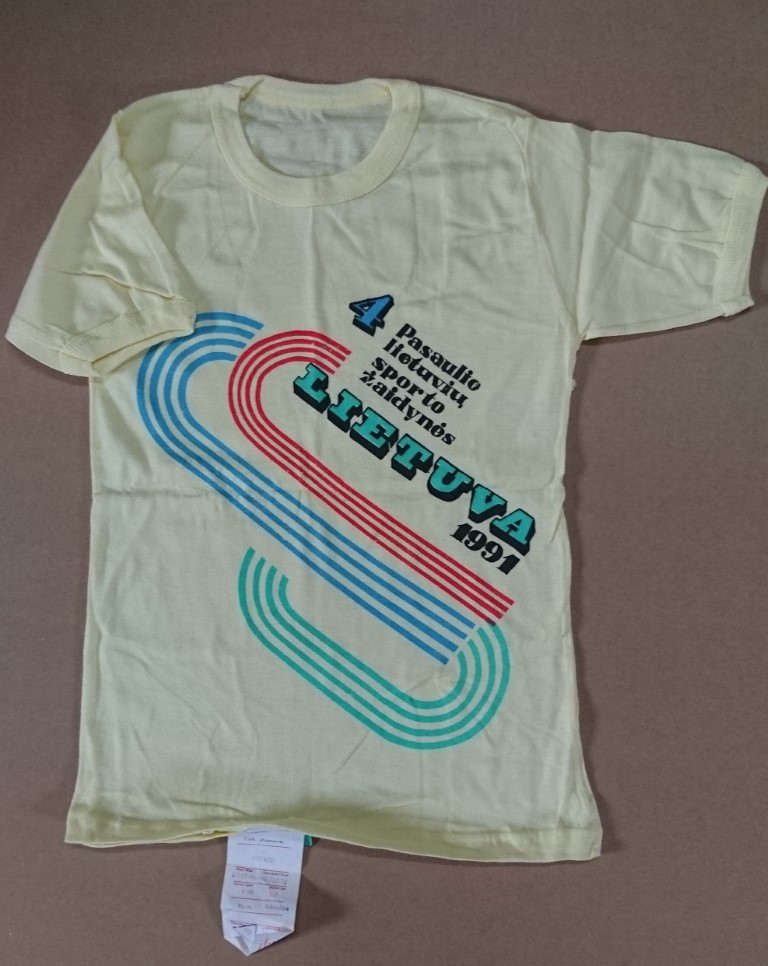 4
Pasaulio
lietuvių
sporto
žaidynės
LIETUVA
1991